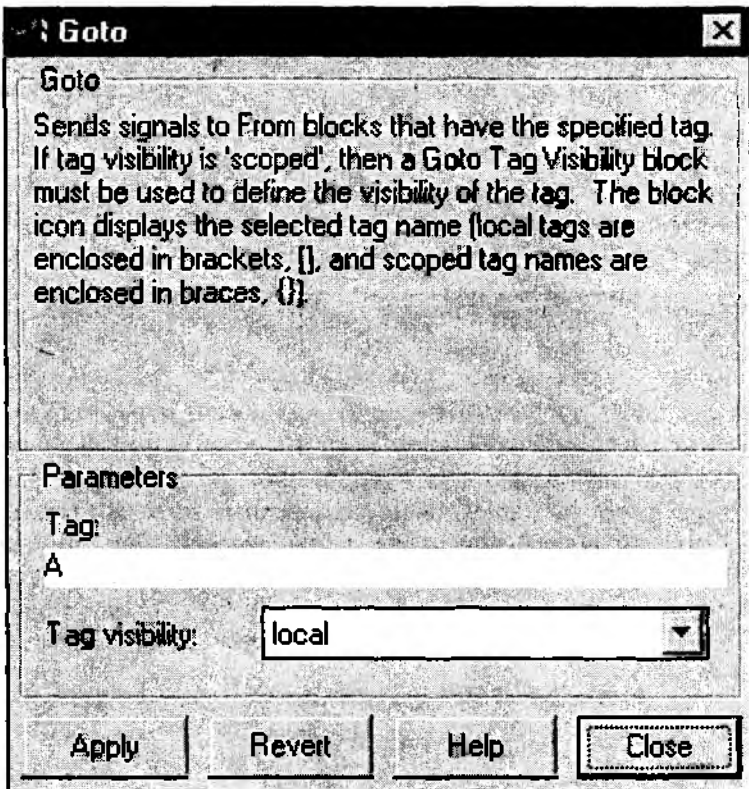 Goto
Goto
Sends signals to From blocks that have the specified tag.
If tag visibility is 'scoped', then a Goto Tag Visibility block
must be used to define the visibility of the tag. The block
icon displays the selected tag name (local tags are
enclosed in brackets, [], and scoped tag names are
enclosed in braces, {}).
Parameters
Tag:
A
Tag visibility:
local
Apply
Revert
Help
Close